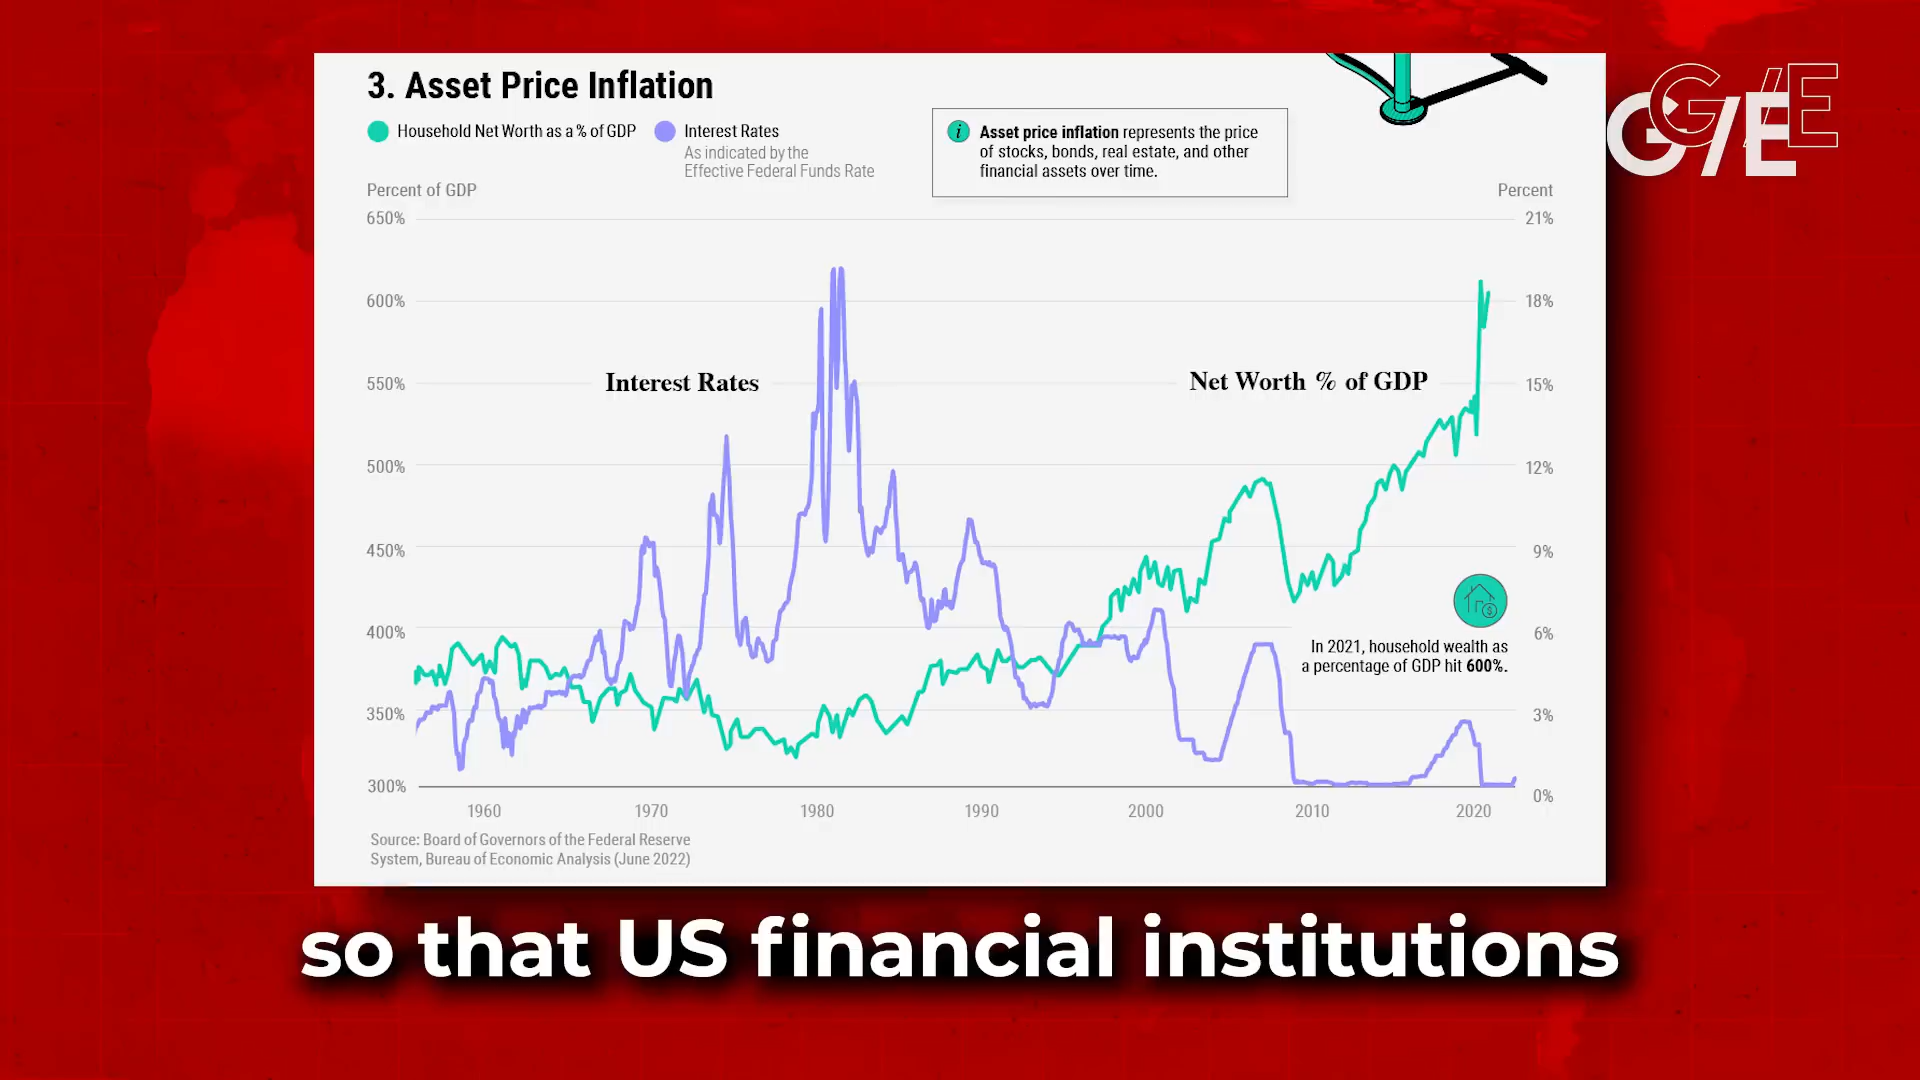 3. Asset Price Inflation
Household Net Worth as a % of GDP
Interest Rates
As indicated by the
Effective Federal Funds Rate
i
Asset price inflation represents the price
of stocks, bonds, real estate, and other
financial assets over time.
G/E
G/E
Percent of GDP
Percent
650%
21%
600%
18%
550%
Interest Rates
Net Worth % of GDP
15%
500%
12%
450%
9%
400%
6%
$
In 2021, household wealth as
a percentage of GDP hit 600%.
350%
3%
300%
0%
1960 1970 1980 1990 2000 2010 2020
Source: Board of Governors of the Federal Reserve
System, Bureau of Economic Analysis (June 2022)
so that US financial institutions